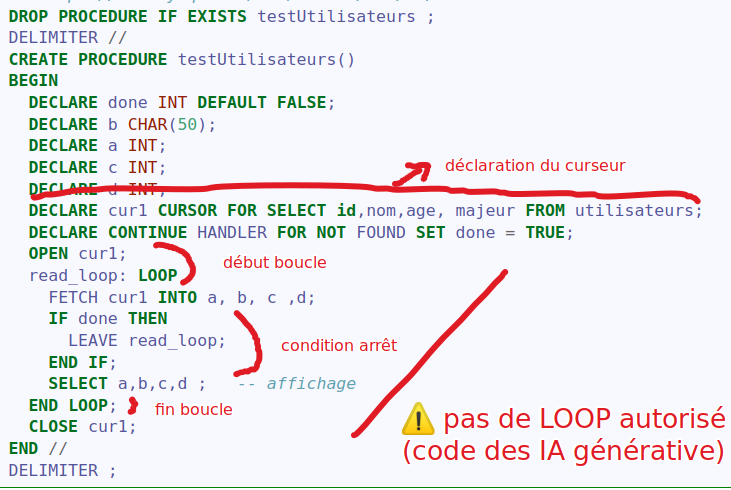 DROP PROCEDURE IF EXISTS testUtilisateurs ;
DELIMITER //
CREATE PROCEDURE testUtilisateurs()
BEGIN
DECLARE done INT DEFAULT FALSE;
DECLARE b CHAR(50);
DECLARE a INT;
DECLARE c INT;
déclaration du curseur
DECLARE d INT;
DECLARE cur1 CURSOR FOR SELECT id,nom,age, majeur FROM utilisateurs;
DECLARE CONTINUE HANDLER FOR NOT FOUND SET done = TRUE;
OPEN cur1;
début boucle
read_loop: LOOP
FETCH cur1 INTO a, b, c ,d;
IF done THEN
LEAVE read_loop;
condition arrêt
END IF;
SELECT a,b,c,d ; -- affichage
END LOOP;
fin boucle
CLOSE cur1;
END //
DELIMITER ;
⚠️ pas de LOOP autorisé
(code des IA générative)